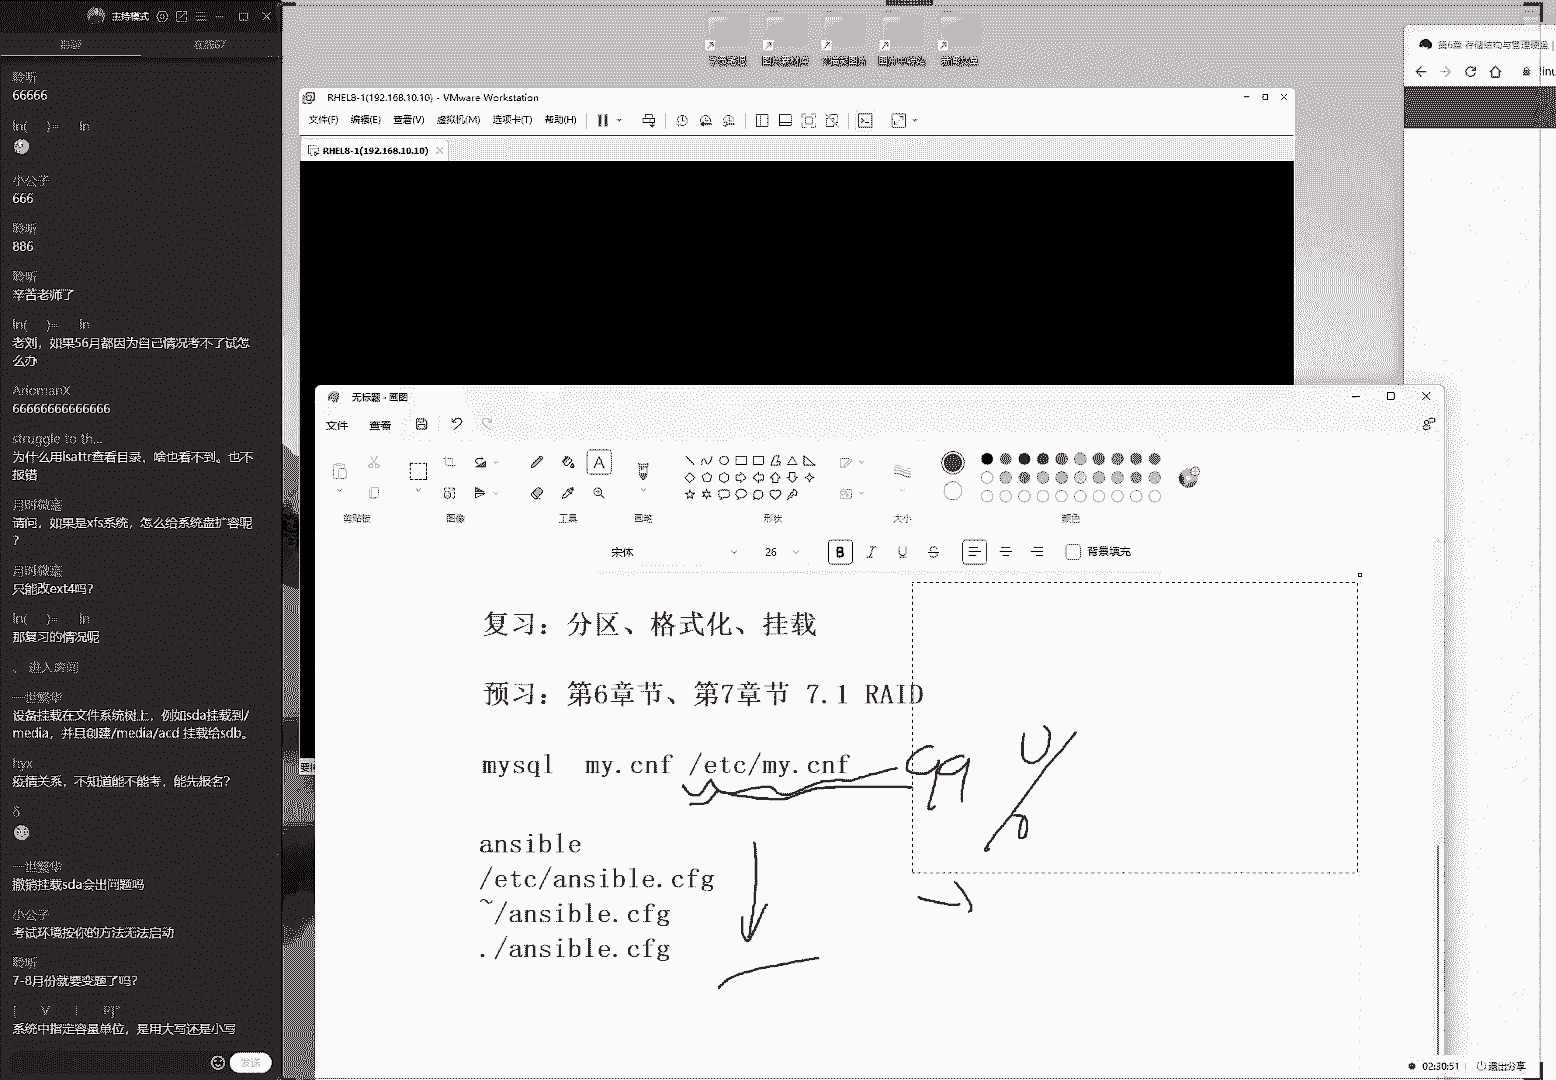 主持模式
聆听
66666
ln( )= ln
小公子
666
聆听
886
聆听
辛苦老师了
ln( )= ln
老刘，如果56月都因为自己情况考不了试怎
么办
AriomanX
66666666666666
struggle to th...
为什么用lsattr查看目录，啥也看不到。也不
报错
请问，如果是xfs系统，怎么给系统盘扩容呢
？
只能改ext4吗？
ln( )= ln
那复习的情况呢
、 进入房间
一世繁华
设备挂载在文件系统树上，例如sda挂载到/
media，并且创建/media/acd 挂载给sdb。
hyx
疫情关系，不知道能不能考，能先报名？
δ
一世繁华
撤销挂载sda会出问题吗
小公子
考试环境按你的方法无法启动
聆听
7-8月份就要变题了吗？
系统中指定容量单位，是用大写还是小写
发送
RHEL8-1(192.168.10.10) - VMware Workstation
文件(F) 编辑(E) 查看(V) 虚拟机(M) 选项卡(T) 帮助(H)
RHEL8-1(192.168.10.10)
第6章 存储结构与管理硬盘 |
linu
无标题 - 画图
文件 查看
剪贴板 图像 工具 画笔 形状 大小 颜色
宋体 26 B I U S 背景填充
复习：分区、格式化、挂载
预习：第6章节、第7章节 7.1 RAID
mysql my.cnf /etc/my.cnf
99
ansible
/etc/ansible.cfg
~/ansible.cfg
./ansible.cfg
02:30:51 退出分享